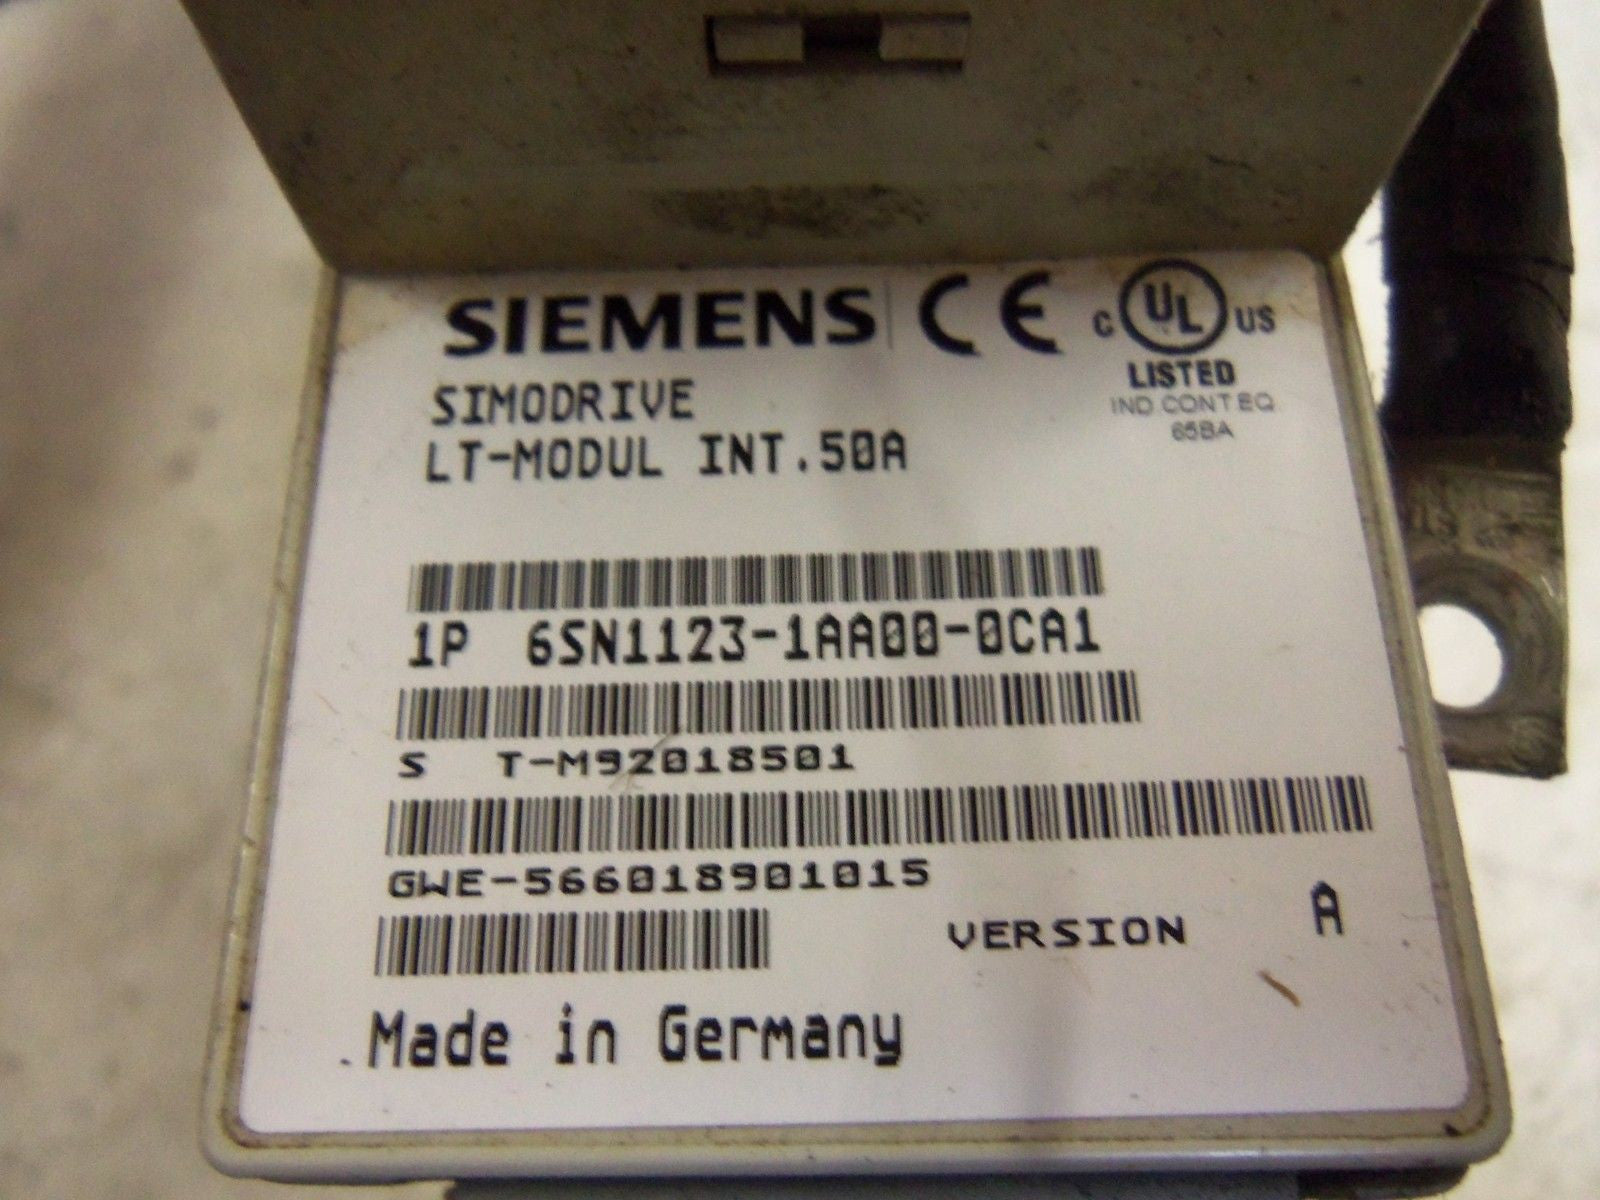 SIEMENS CE c UL US
LISTED
IND.CONT.EQ
65BA
SIMODRIVE
LT-MODUL INT.50A
1P 6SN1123-1AA00-0CA1
S T-M92018501
GWE-566018901015
VERSION A
Made in Germany